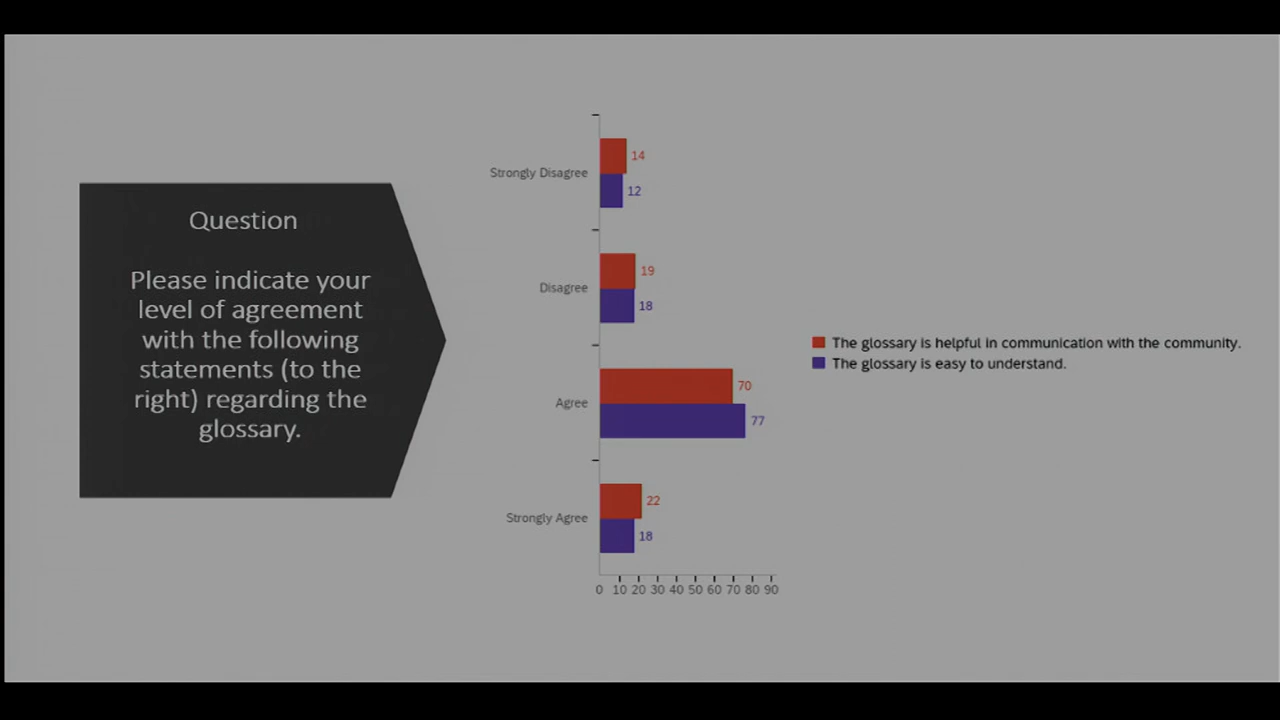 Question
Please indicate your
level of agreement
with the following
statements (to the
right) regarding the
glossary.
Strongly Disagree
14
12
Disagree
19
18
Agree
70
77
Strongly Agree
22
18
0 10 20 30 40 50 60 70 80 90
The glossary is helpful in communication with the community.
The glossary is easy to understand.